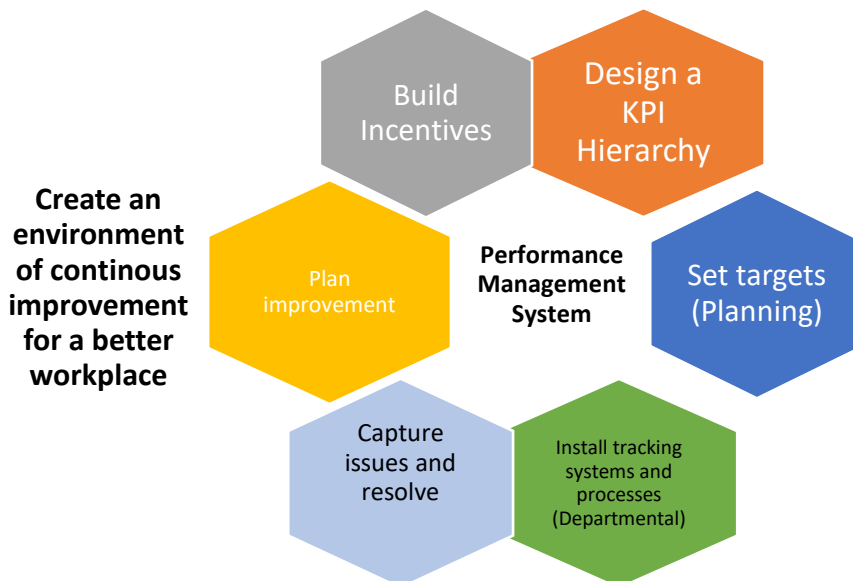 Build
Incentives
Design a
KPI
Hierarchy
Create an
environment
of continous
improvement
for a better
workplace
Plan
improvement
Performance
Management
System
Set targets
(Planning)
Capture
issues and
resolve
Install tracking
systems and
processes
(Departmental)